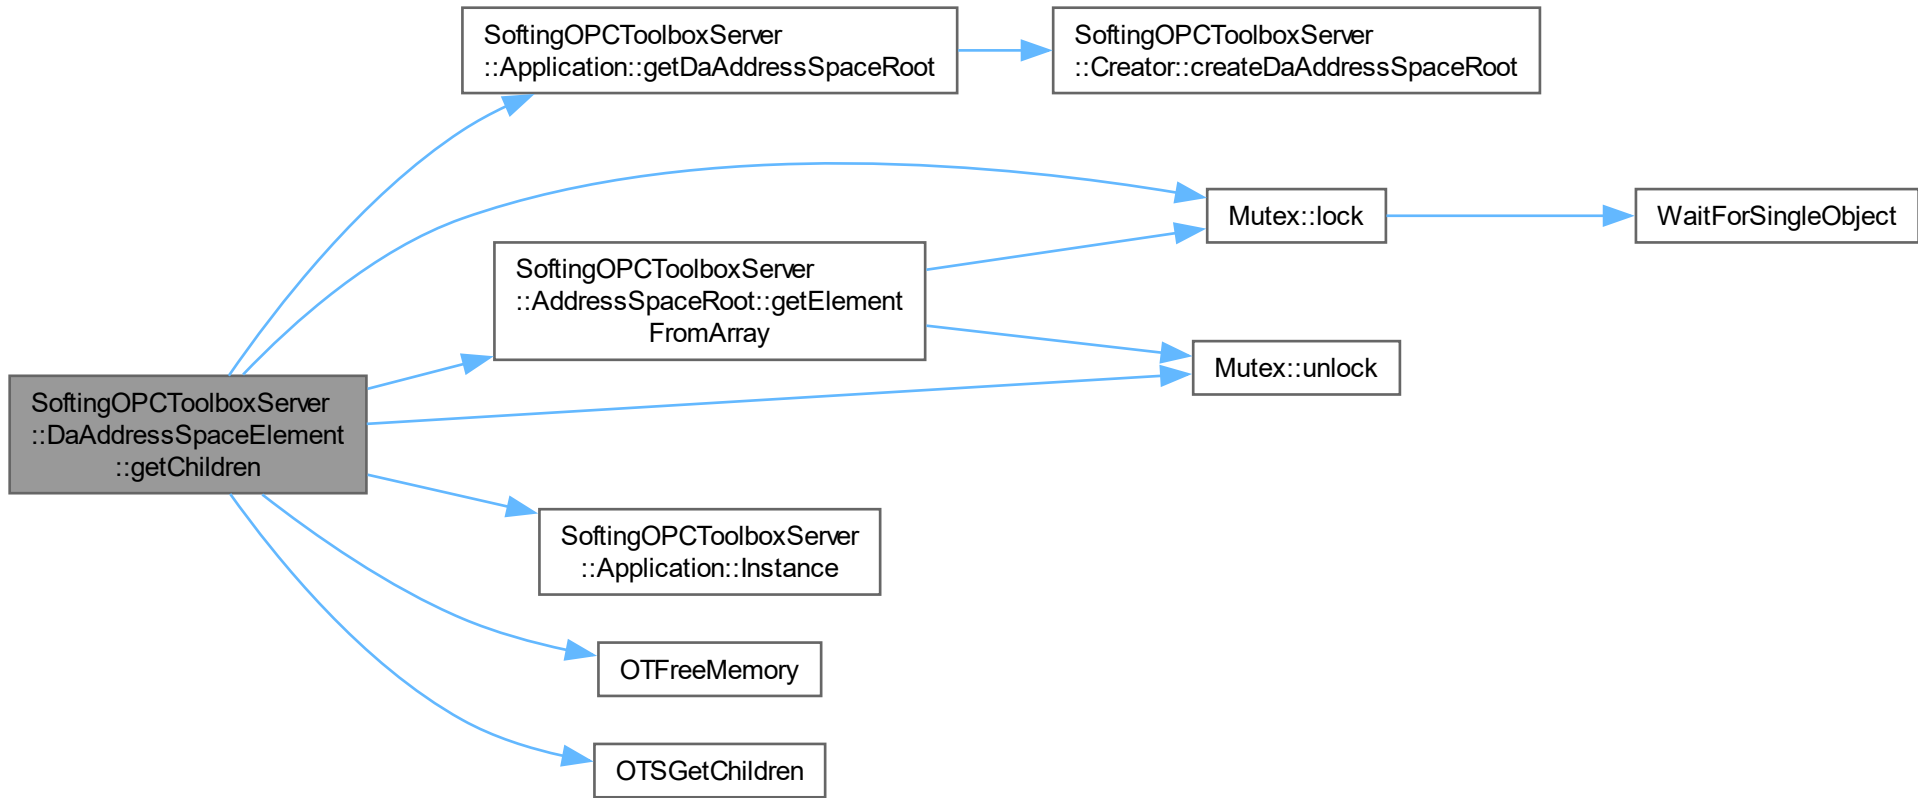 SoftingOPCToolboxServer
::Application::getDaAddressSpaceRoot
SoftingOPCToolboxServer
::Creator::createDaAddressSpaceRoot
Mutex::lock
WaitForSingleObject
SoftingOPCToolboxServer
::AddressSpaceRoot::getElement
FromArray
Mutex::unlock
SoftingOPCToolboxServer
::DaAddressSpaceElement
::getChildren
SoftingOPCToolboxServer
::Application::Instance
OTFreeMemory
OTSGetChildren